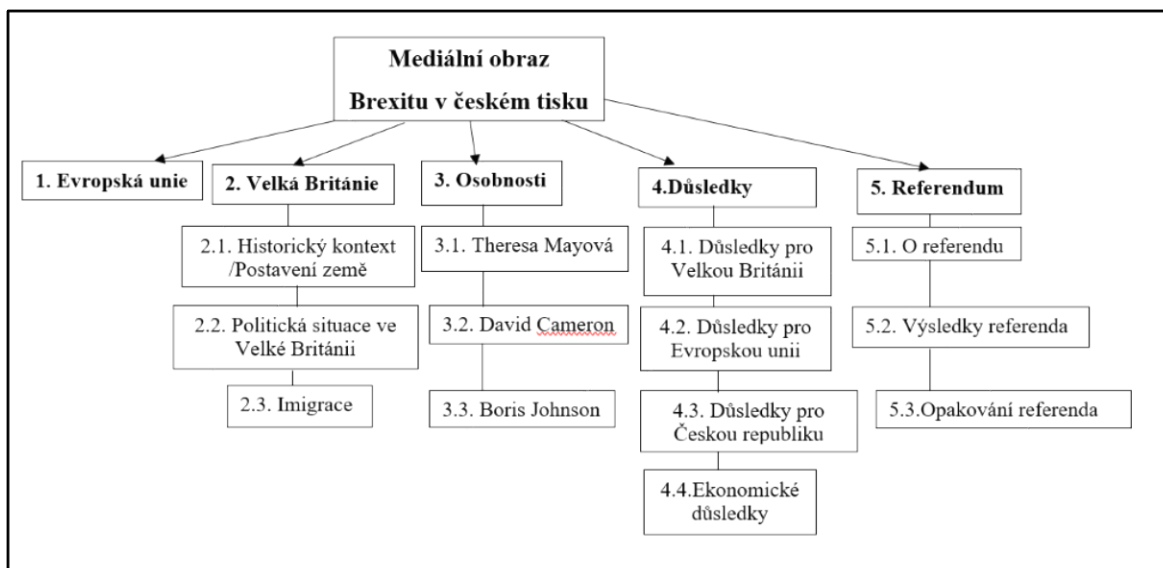 Mediální obraz
Brexitu v českém tisku
1. Evropská unie
2. Velká Británie
2.1. Historický kontext
/Postavení země
2.2. Politická situace ve
Velké Británii
2.3. Imigrace
3. Osobnosti
3.1. Theresa Mayová
3.2. David Cameron
3.3. Boris Johnson
4.Důsledky
4.1. Důsledky pro
Velkou Británii
4.2. Důsledky pro
Evropskou unii
4.3. Důsledky pro
Českou republiku
4.4.Ekonomické
důsledky
5. Referendum
5.1. O referendu
5.2. Výsledky referenda
5.3.Opakování referenda